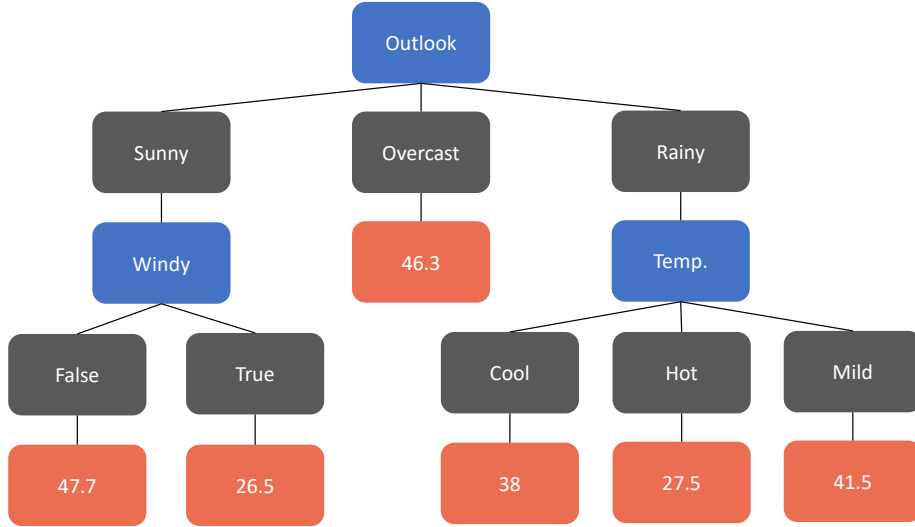 Outlook
Sunny
Overcast
Rainy
Windy
46.3
Temp.
False
True
Cool
Hot
Mild
47.7
26.5
38
27.5
41.5